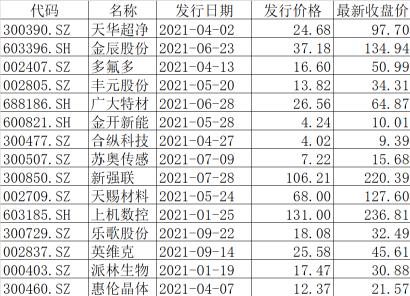 代码 名称 发行日期 发行价格 最新收盘价
300390.SZ 天华超净 2021-04-02 24.68 97.70
603396.SH 金辰股份 2021-06-23 37.18 134.94
002407.SZ 多氟多 2021-04-13 16.60 50.99
002805.SZ 丰元股份 2021-05-20 13.82 34.31
688186.SH 广大特材 2021-06-28 26.56 64.87
600821.SH 金开新能 2021-05-28 4.24 10.01
300477.SZ 合纵科技 2021-04-27 4.02 9.39
300507.SZ 苏奥传感 2021-07-09 7.22 15.68
300850.SZ 新强联 2021-07-28 106.21 220.39
002709.SZ 天赐材料 2021-05-24 68.00 127.60
603185.SH 上机数控 2021-01-25 131.00 236.81
300729.SZ 乐歌股份 2021-09-22 18.08 32.49
002837.SZ 英维克 2021-09-14 25.58 45.61
000403.SZ 派林生物 2021-01-19 17.47 30.88
300460.SZ 惠伦晶体 2021-04-07 12.37 21.57